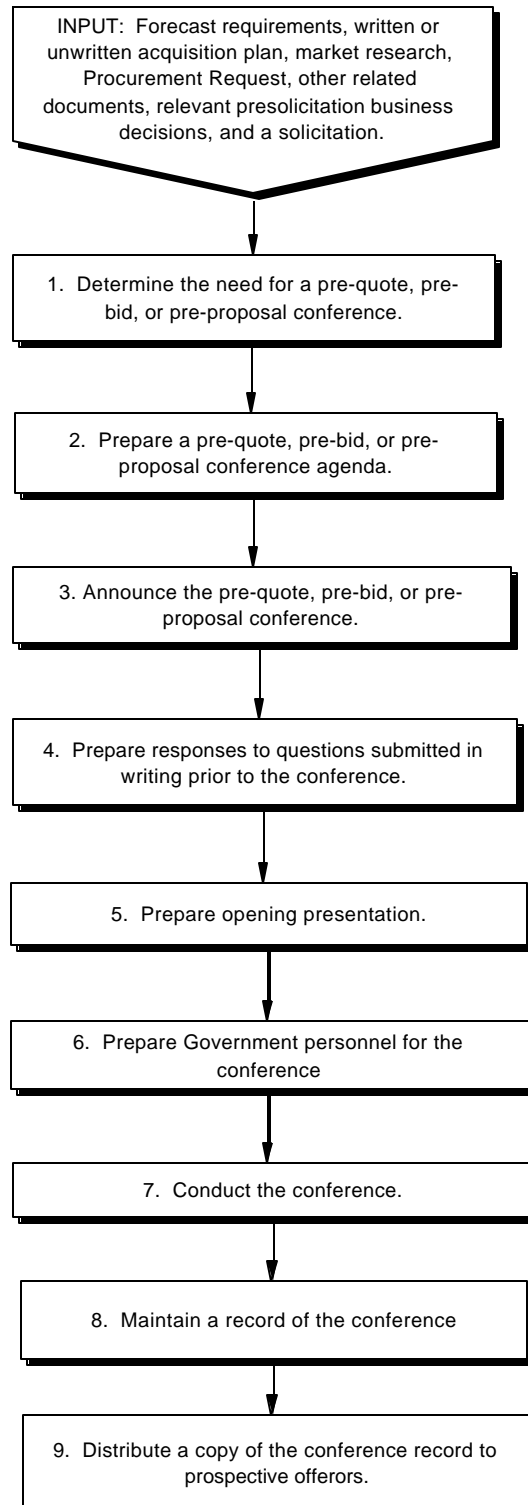 INPUT:  Forecast requirements, written or
unwritten acquisition plan, market research,
Procurement Request, other related
documents, relevant presolicitation business
decisions, and a solicitation.
1.  Determine the need for a pre-quote, pre-
bid, or pre-proposal conference.
2.  Prepare a pre-quote, pre-bid, or pre-
proposal conference agenda.
3. Announce the pre-quote, pre-bid, or pre-
proposal conference.
4.  Prepare responses to questions submitted in
writing prior to the conference.
5.  Prepare opening presentation.
6.  Prepare Government personnel for the
conference
7.  Conduct the conference.
8.  Maintain a record of the conference
9.  Distribute a copy of the conference record to
prospective offerors.